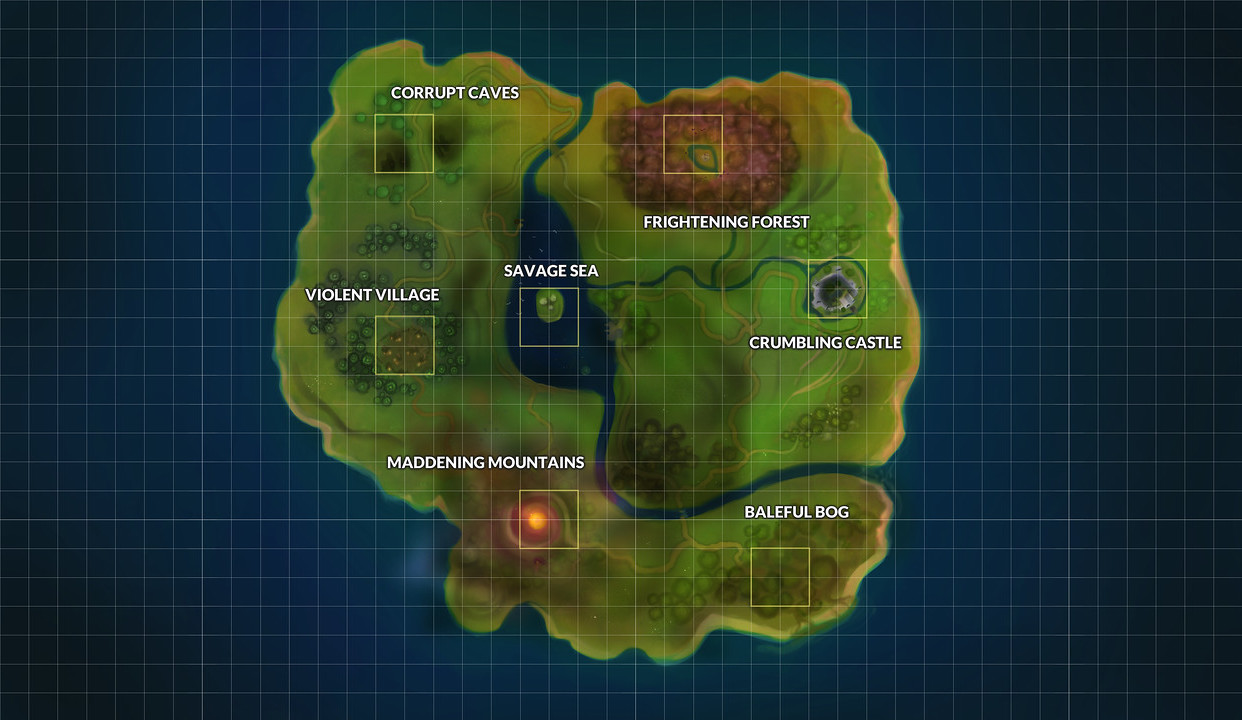 CORRUPT CAVES
FRIGHTENING FOREST
SAVAGE SEA
VIOLENT VILLAGE
CRUMBLING CASTLE
MADDENING MOUNTAINS
BALEFUL BOG